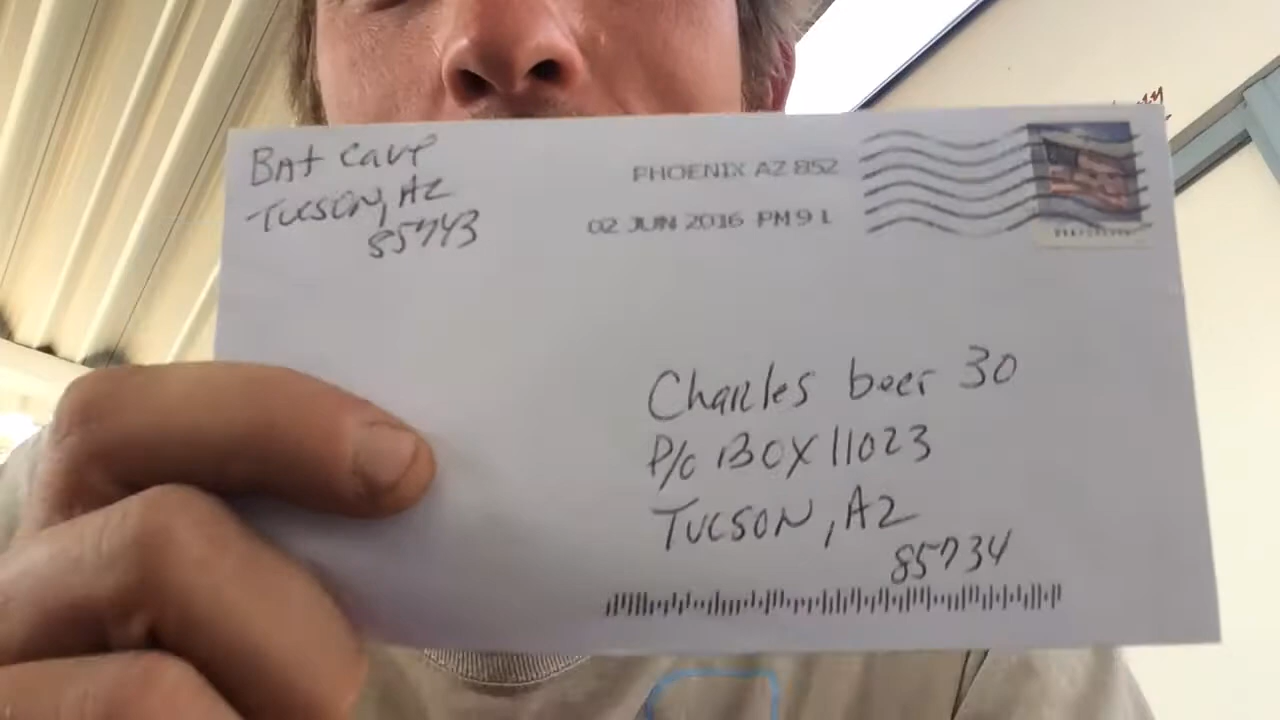 BAt cave
TUCSON, AZ
85743
PHOENIX AZ 852
02 JUN 2016 PM 9 L
Charles beer 30
P/O BOX 11023
TUCSON, AZ
85734